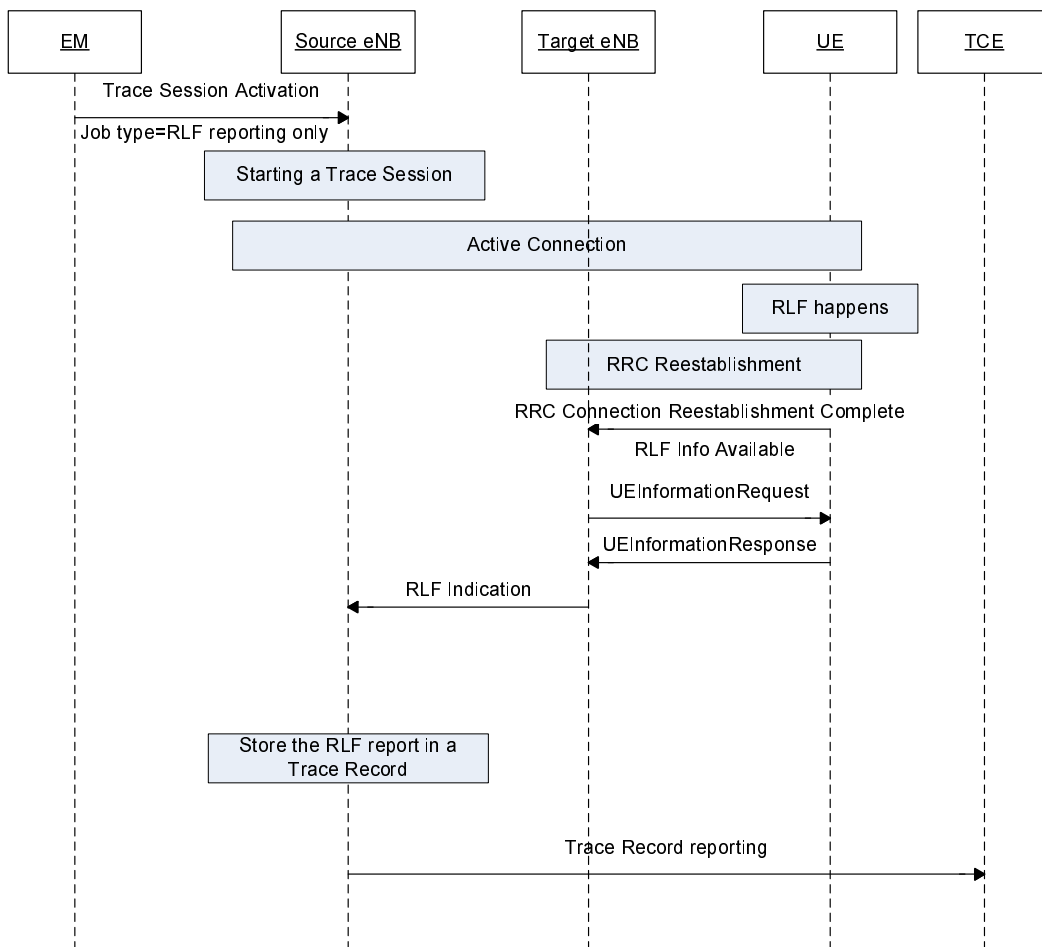 EM
Source eNB
Target eNB
UE
TCE
Trace Session Activation
Job type=RLF reporting only
Starting a Trace Session
Active Connection
RLF happens
RRC Reestablishment
RRC Connection Reestablishment Complete
RLF Info Available
UEInformationRequest
UEInformationResponse
RLF Indication
Store the RLF report in a
Trace Record
Trace Record reporting